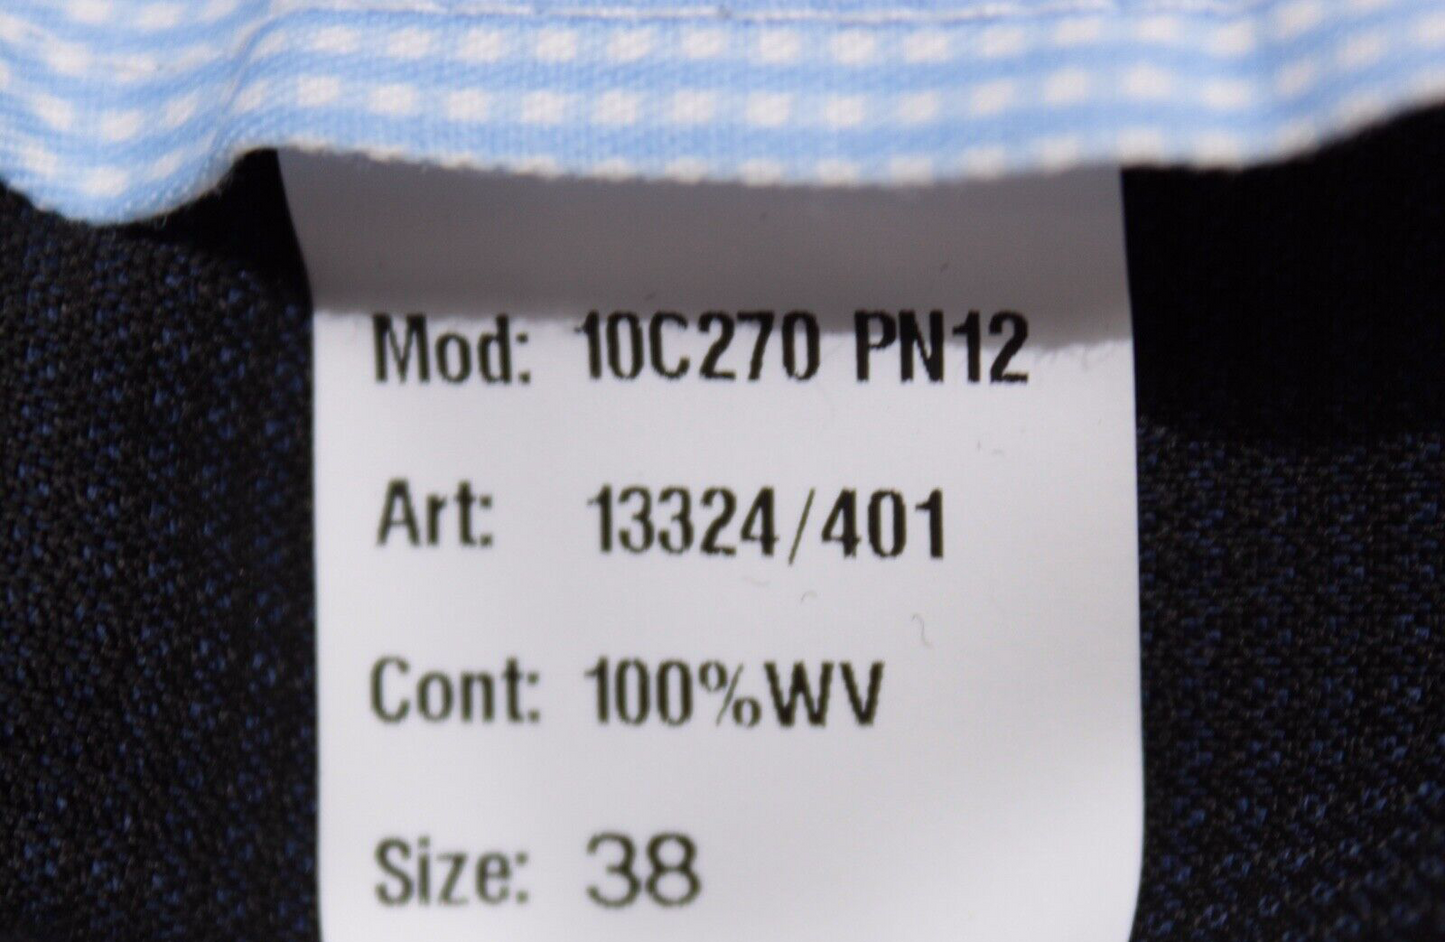 Mod: 10C270 PN12
Art: 13324/401
Cont: 100%WV
Size: 38